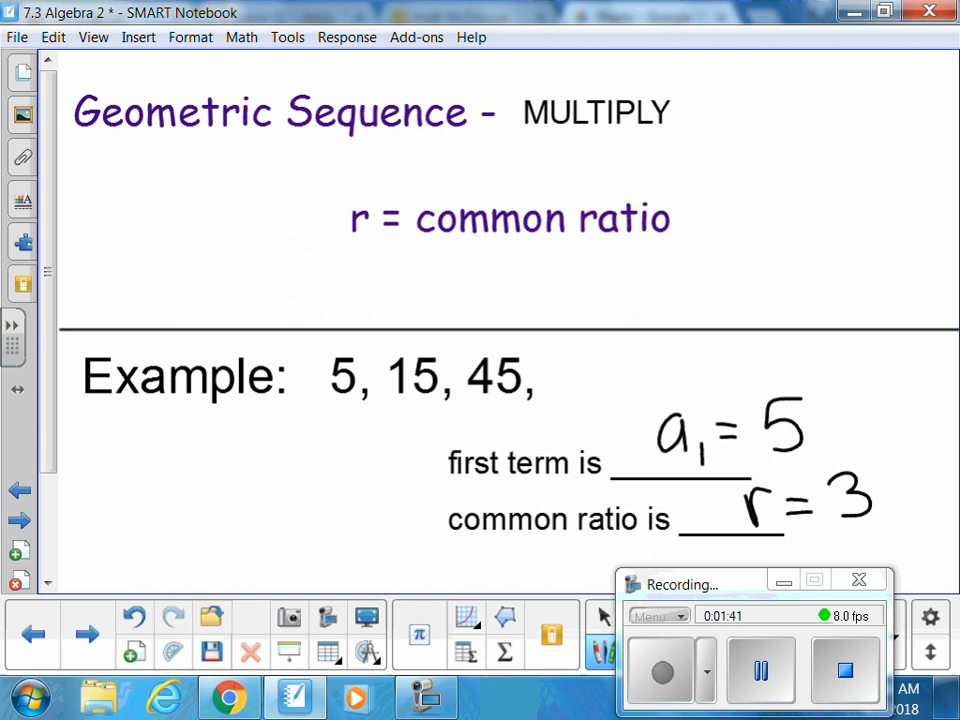 7.3 Algebra 2 * - SMART Notebook
File Edit View Insert Format Math Tools Response Add-ons Help
Geometric Sequence - MULTIPLY
r = common ratio
Example: 5, 15, 45,
first term is ________ a₁ = 5
common ratio is ______ r = 3
Recording...
Menu 0:01:41 8.0 fps
π Σ
AM
2018